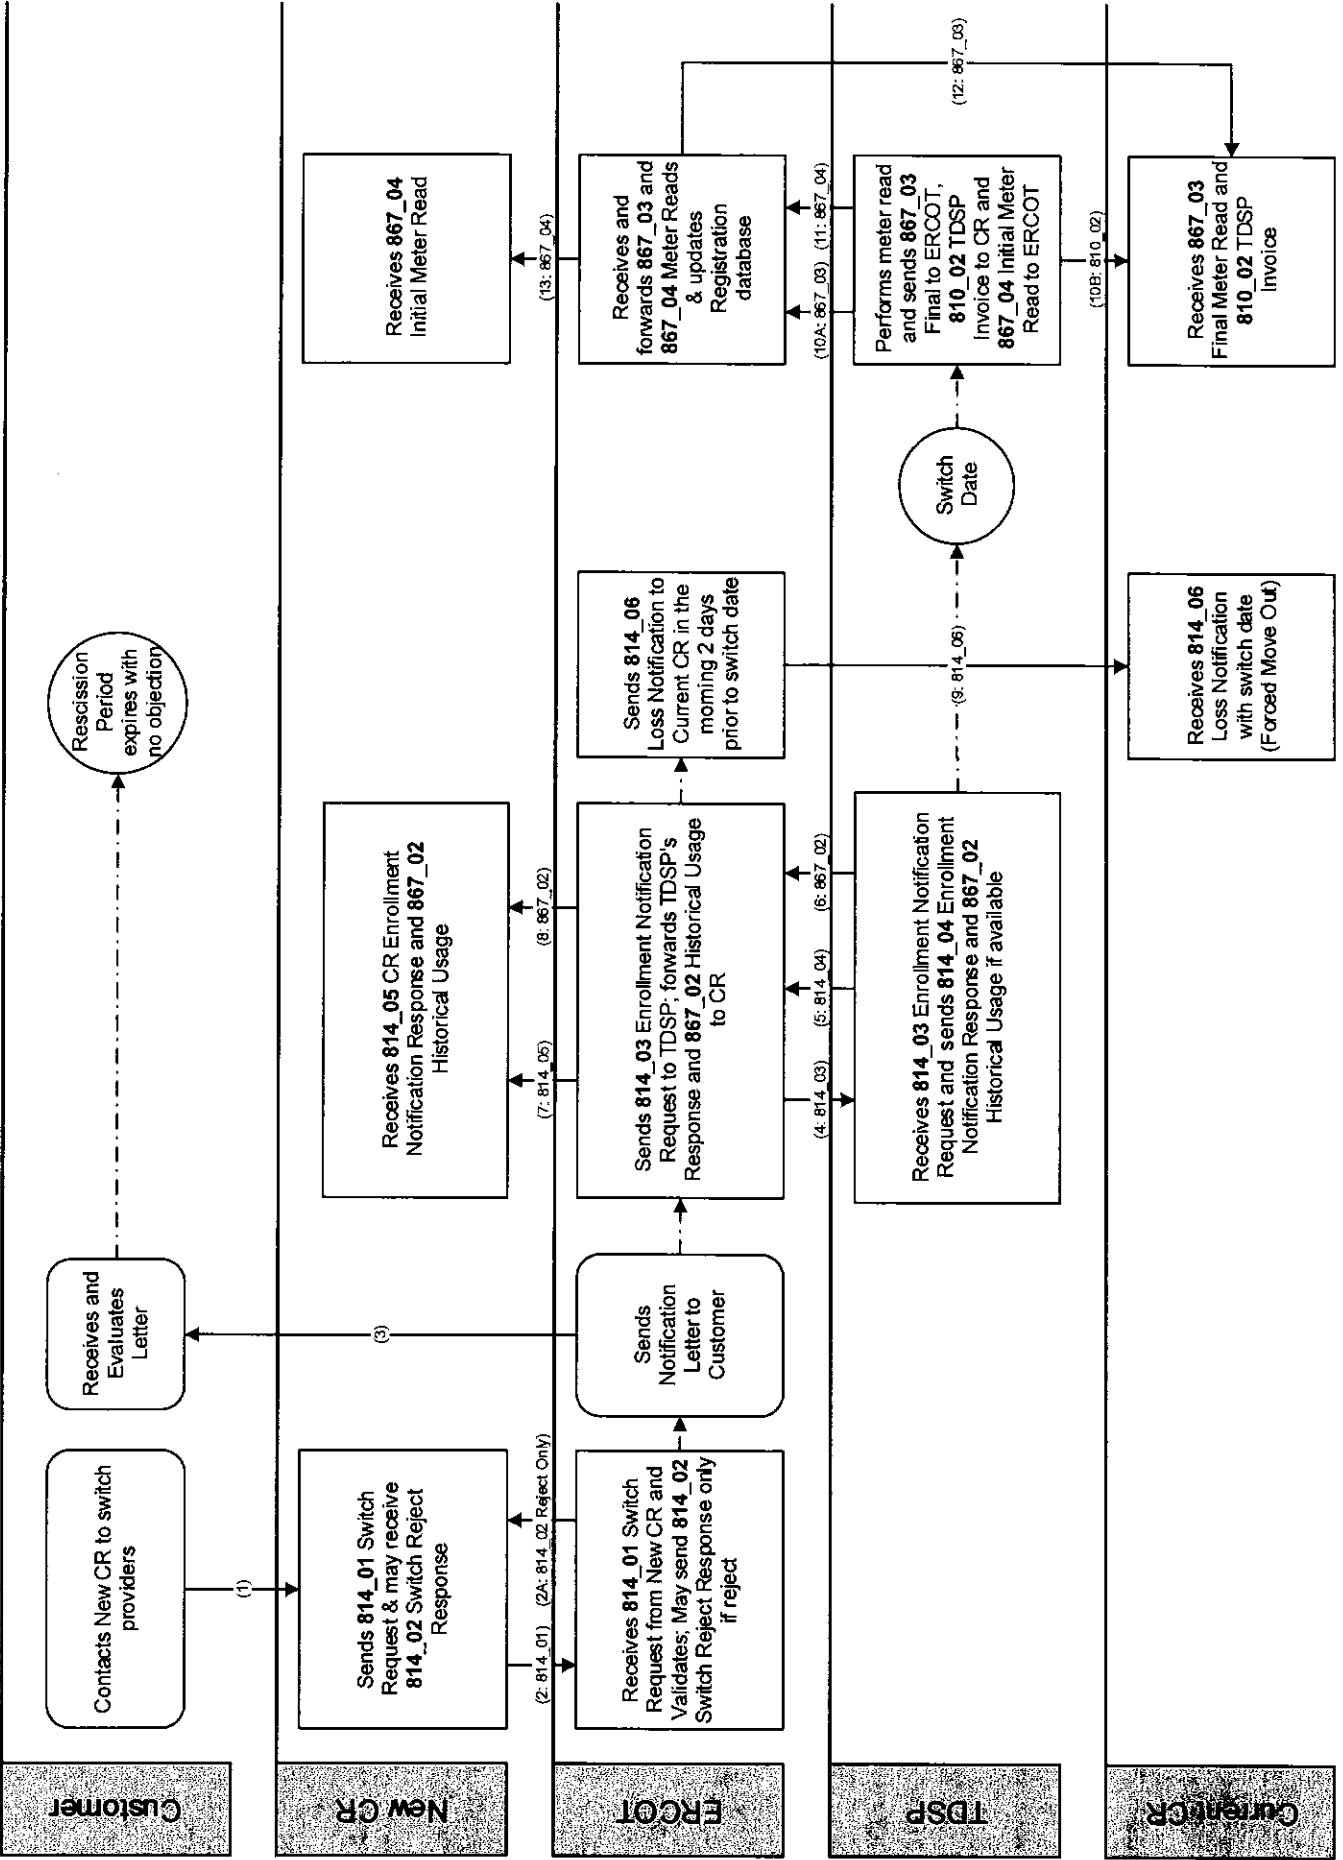 Customer
Contacts New CR to switch
providers
Receives and
Evaluates
Letter
Rescission
Period
expires with
no objection
(1)
(3)
New CR
Sends 814_01 Switch
Request & may receive
814_02 Switch Reject
Response
Receives 814_05 CR Enrollment
Notification Response and 867_02
Historical Usage
Receives 867_04
Initial Meter Read
(2: 814_01)
(2A: 814_02 Reject Only)
(7: 814_05)
(8: 867_02)
(13: 867_04)
ERCOT
Receives 814_01 Switch
Request from New CR and
Validates; May send 814_02
Switch Reject Response only
if reject
Sends
Notification
Letter to
Customer
Sends 814_03 Enrollment Notification
Request to TDSP; forwards TDSP's
Response and 867_02 Historical Usage
to CR
Sends 814_06
Loss Notification to
Current CR in the
morning 2 days
prior to switch date
Receives and
forwards 867_03 and
867_04 Meter Reads
& updates
Registration
database
(4: 814_03)
(5: 814_04)
(6: 867_02)
(10A: 867_03)
(11: 867_04)
TDSP
Receives 814_03 Enrollment Notification
Request and sends 814_04 Enrollment
Notification Response and 867_02
Historical Usage if available
(9: 814_06)
Switch
Date
Performs meter read
and sends 867_03
Final to ERCOT,
810_02 TDSP
Invoice to CR and
867_04 Initial Meter
Read to ERCOT
(12: 867_03)
(10B: 810_02)
Current CR
Receives 814_06
Loss Notification
with switch date
(Forced Move Out)
Receives 867_03
Final Meter Read and
810_02 TDSP
Invoice